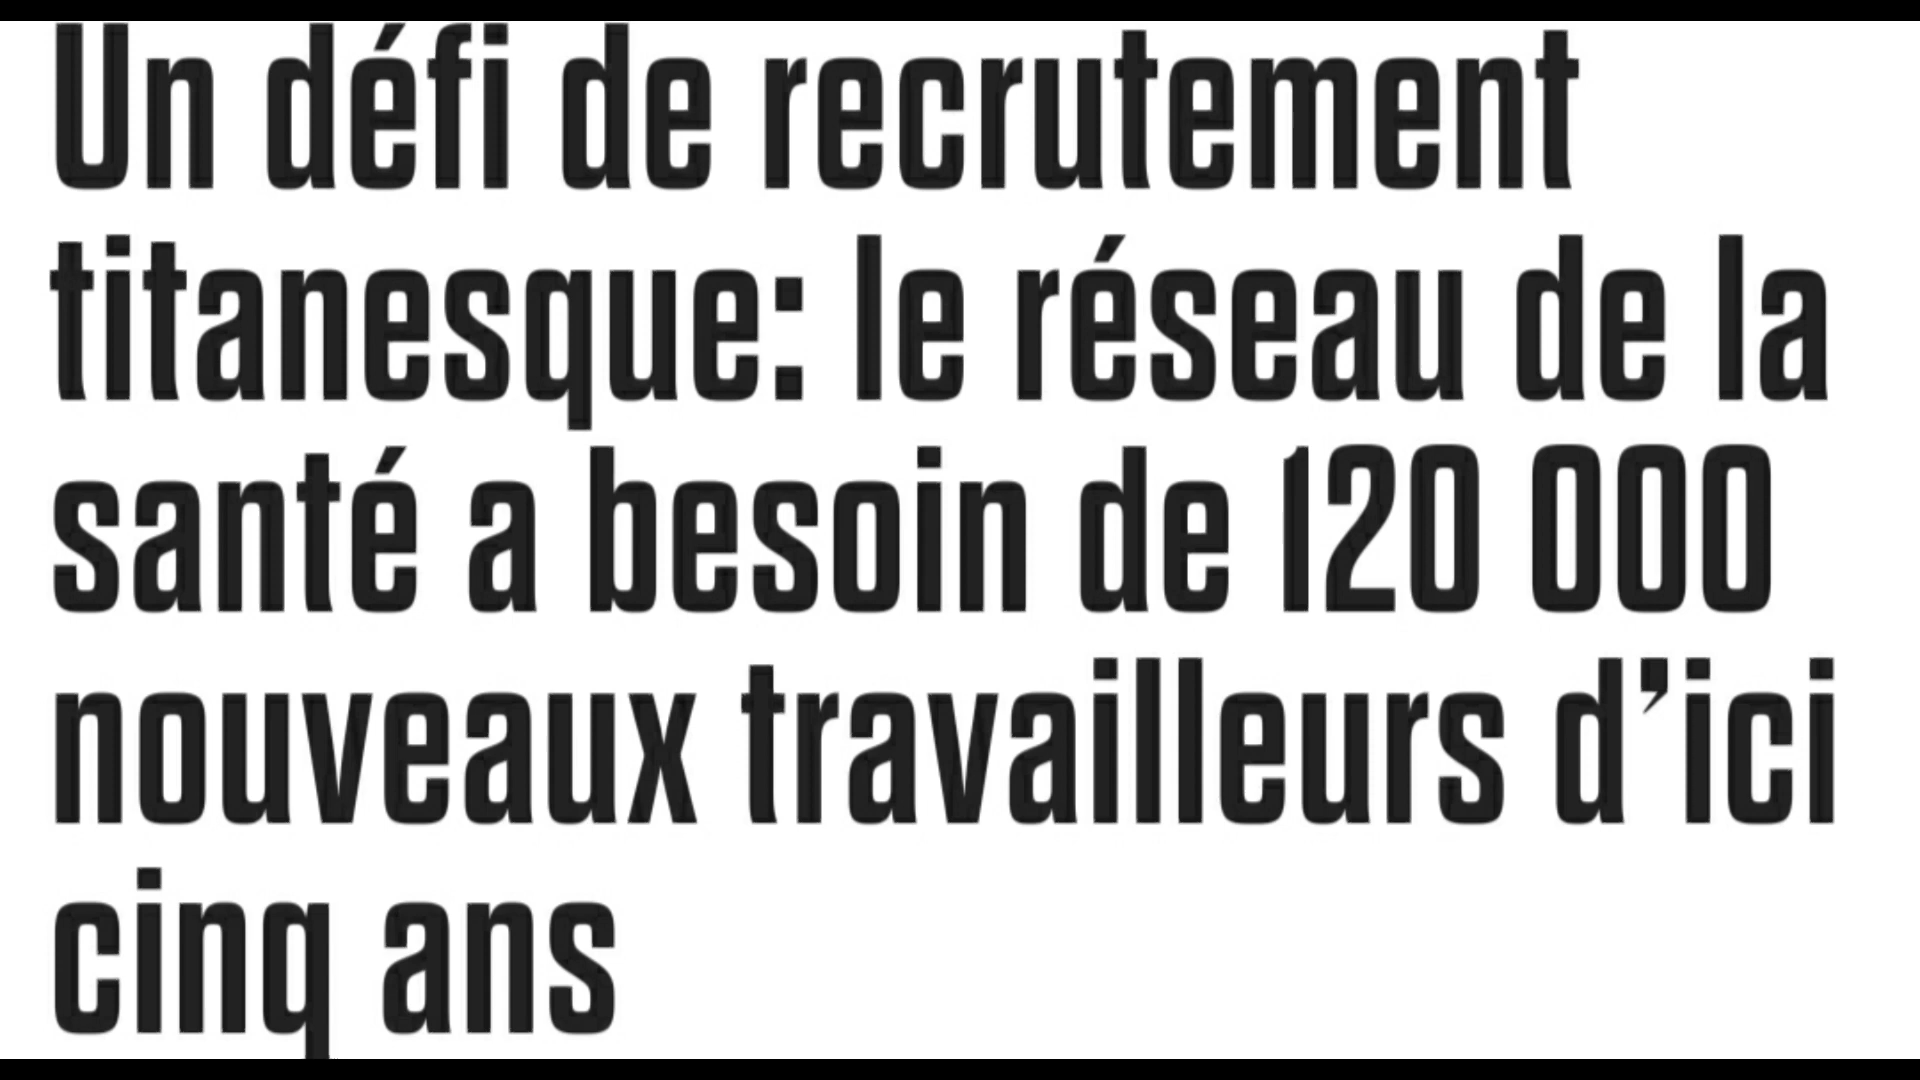 Un défi de recrutement
titanesque: le réseau de la
santé a besoin de 120 000
nouveaux travailleurs d’ici
cinq ans